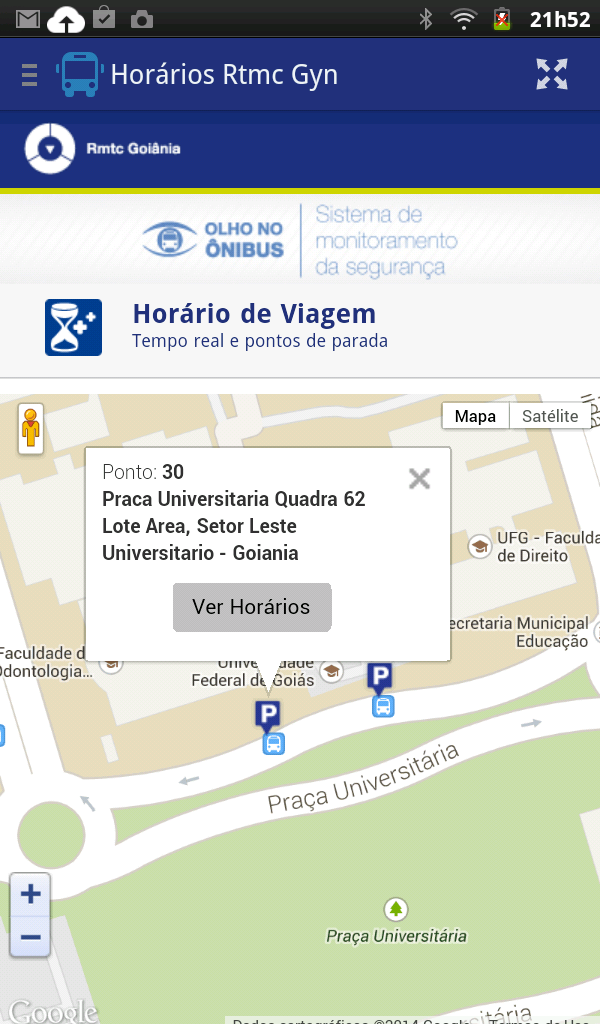 21h52
Horários Rtmc Gyn
Rmtc Goiânia
OLHO NO
ÔNIBUS
Sistema de
monitoramento
da segurança
Horário de Viagem
Tempo real e pontos de parada
Mapa
Satélite
Ponto: 30
Praca Universitaria Quadra 62
Lote Area, Setor Leste
Universitario - Goiania
Ver Horários
UFG - Faculda
de Direito
ecretaria Municipal
Educação
Faculdade d
Odontologia...
Universidade
Federal de Goiás
P
P
Praça Universitária
+
−
Praça Universitária
Google
sitária
Dados cartográficos ©2014 Google
Termos de Uso